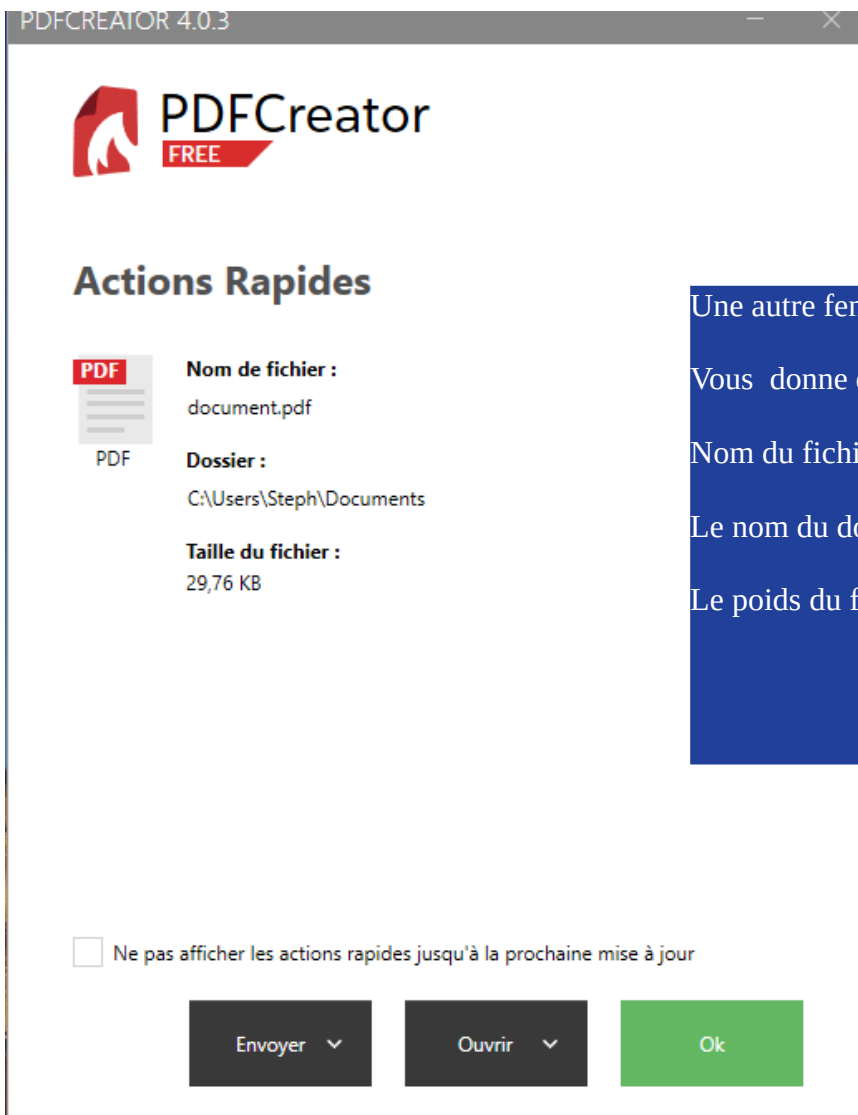 PDFCREATOR 4.0.3
PDFCreator
FREE
Actions Rapides
PDF
PDF
Nom de fichier :
document.pdf
Dossier :
C:\Users\Steph\Documents
Taille du fichier :
29,76 KB
Une autre
Vous donne
Nom du
Le nom du
Le poids du
Ne pas afficher les actions rapides jusqu'à la prochaine mise à jour
Envoyer
Ouvrir
Ok